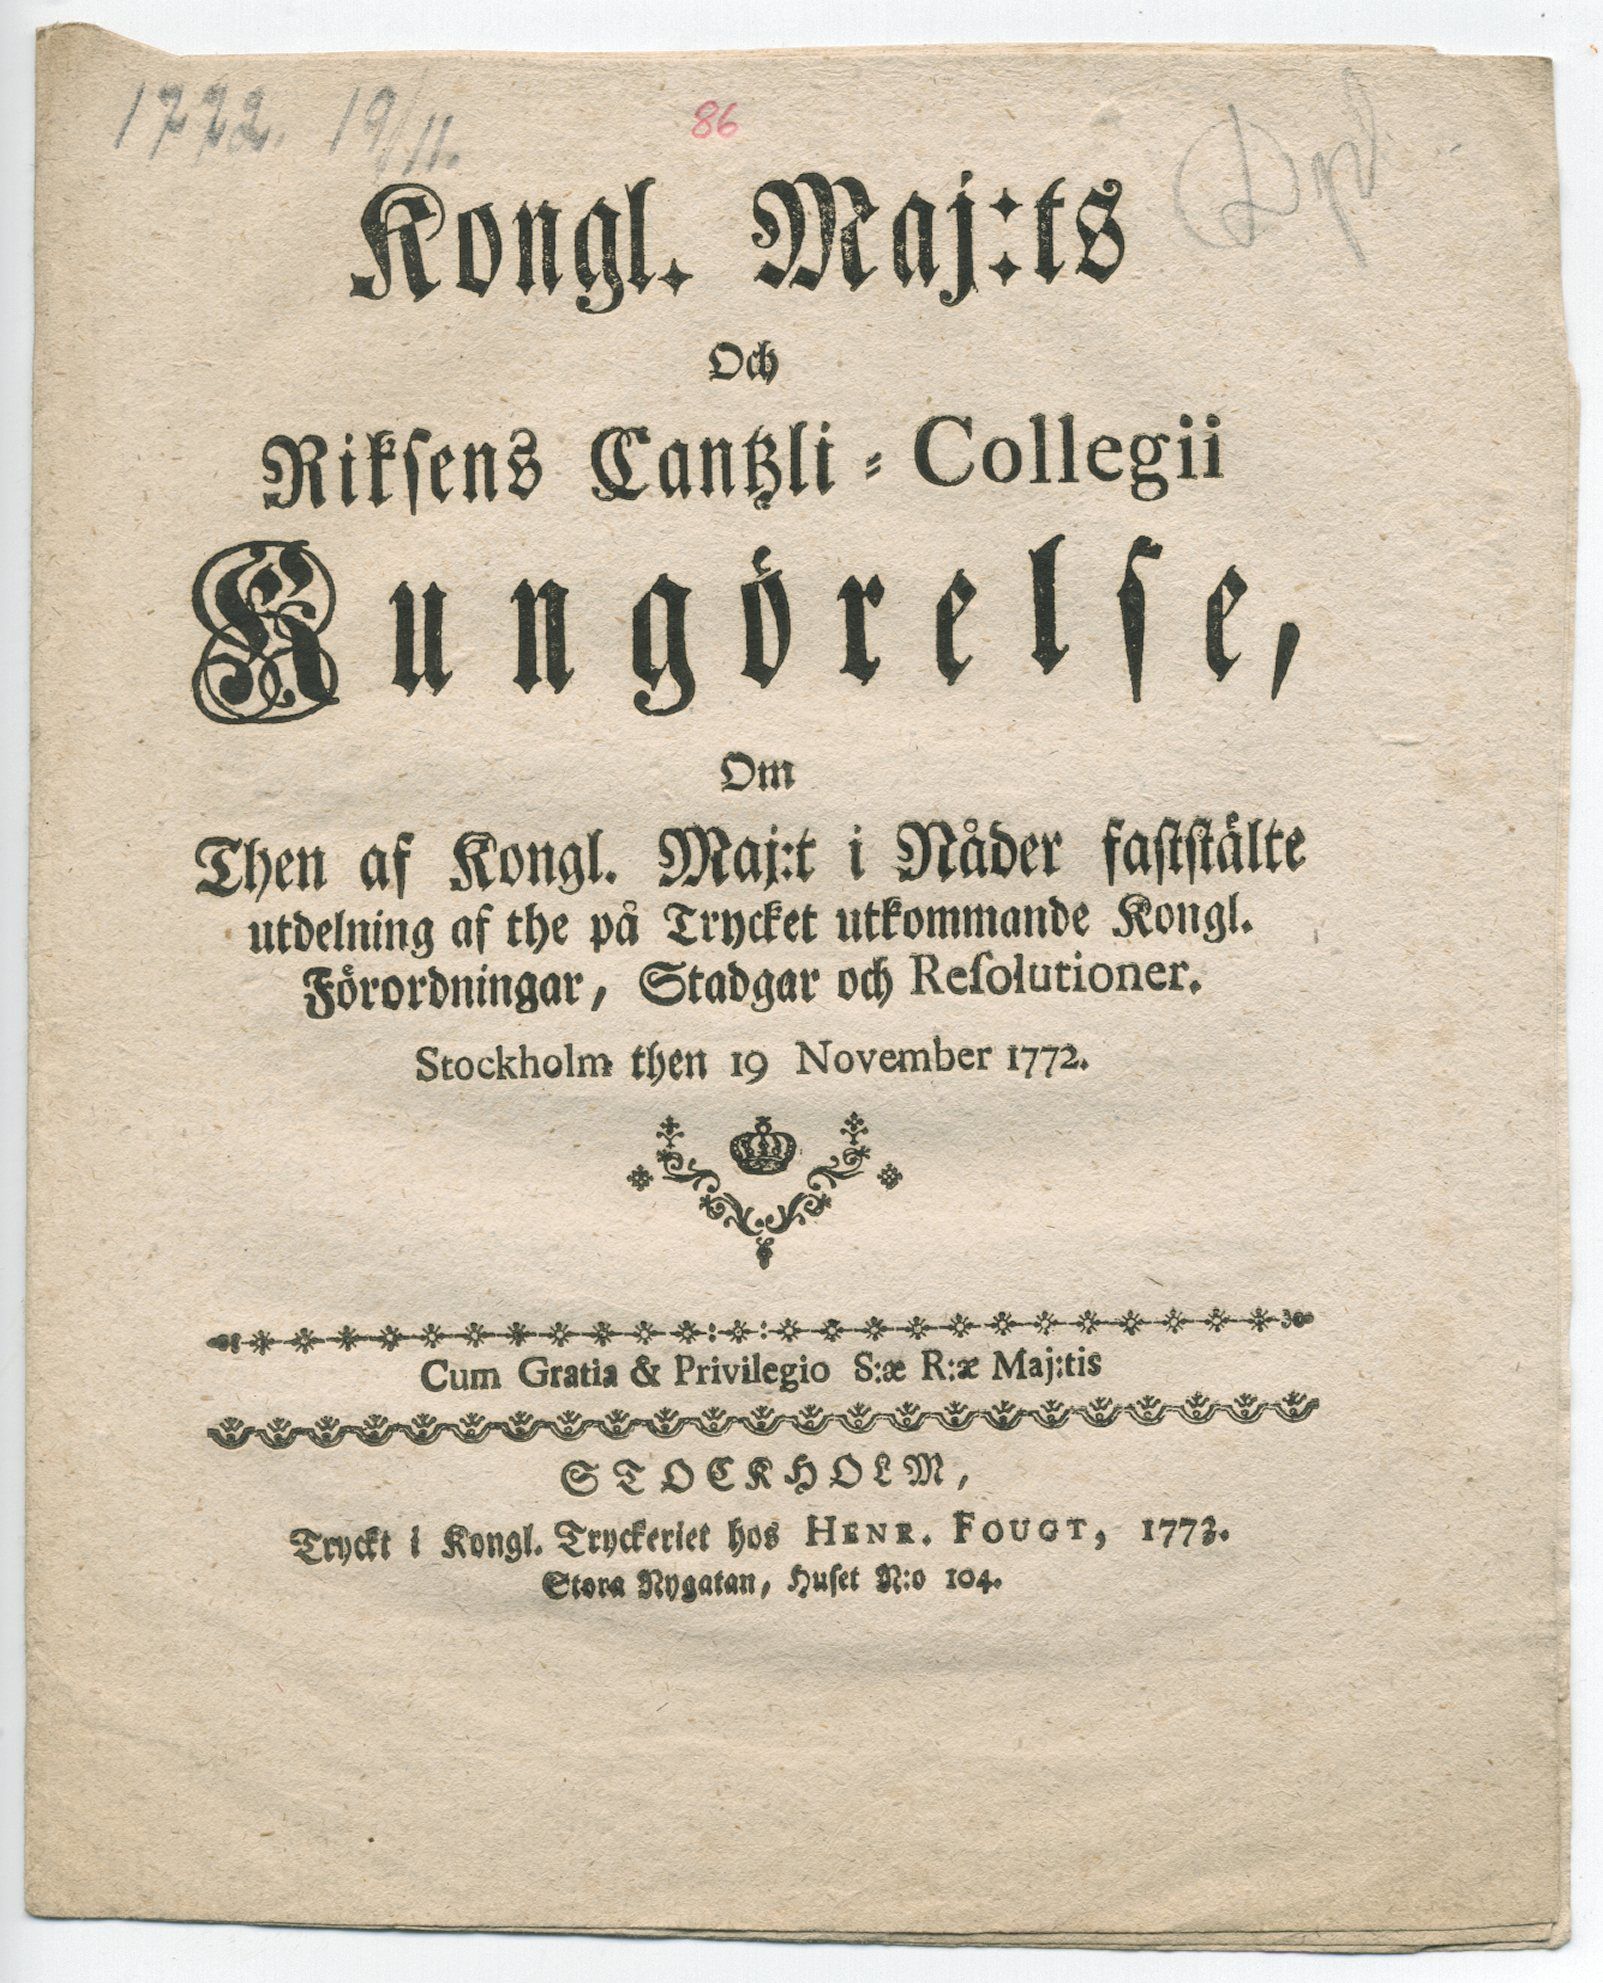 1772. 19/11.
86
Kongl. Maj:ts
Och
Riksens Cantzli-Collegii
Kungörelse,
Om
Then af Kongl. Maj:t i Nåder fastſtälte
utdelning af the på Trycket utkommande Kongl.
Förordningar, Stadgar och Reſolutioner.
Stockholm then 19 November 1772.
Cum Gratia & Privilegio S:æ R:æ Maj:tis
STOCKHOLM,
Tryckt i Kongl. Tryckeriet hos HENR. FOUGT, 1773.
Stora Nygatan, Huſet N:o 104.